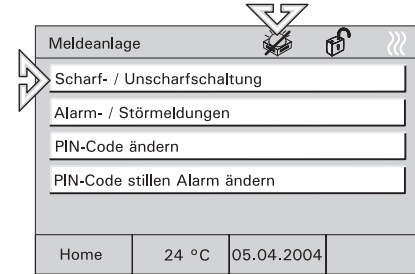 Meldeanlage
Scharf- / Unscharfschaltung
Alarm- / Störmeldungen
PIN-Code ändern
PIN-Code stillen Alarm ändern
Home 24 °C 05.04.2004